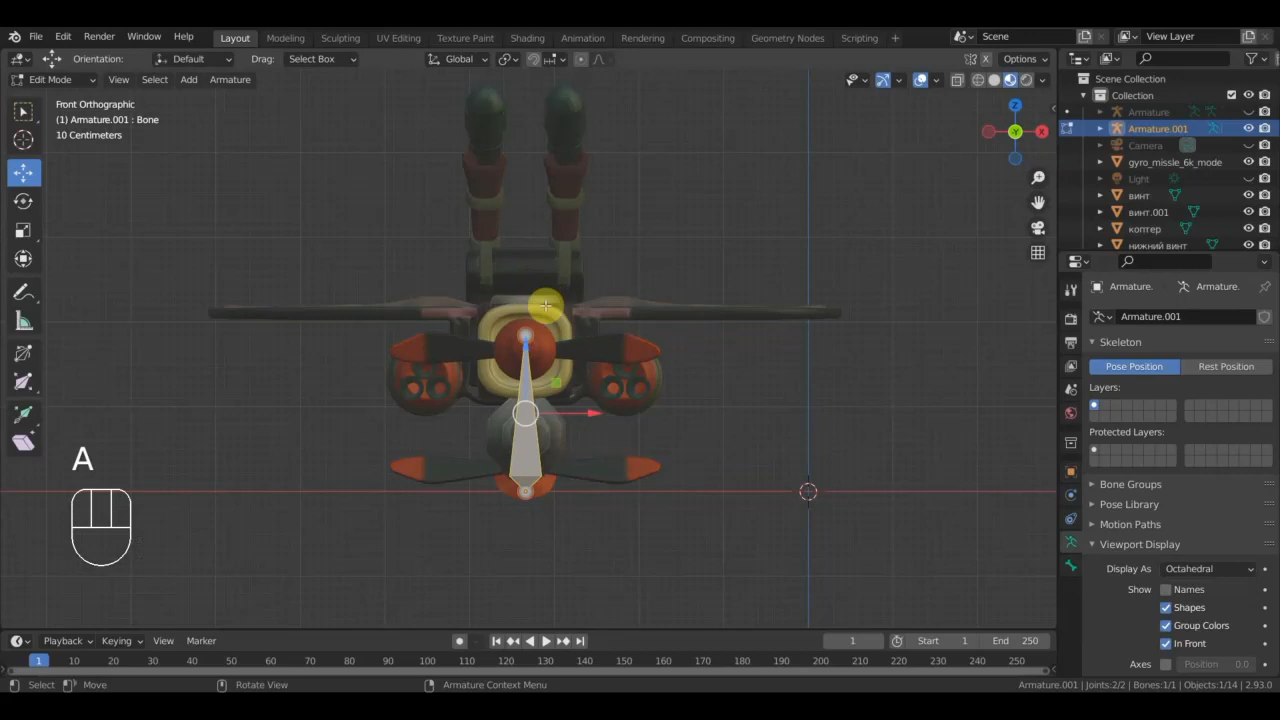 File Edit Render Window Help Layout Modeling Sculpting UV Editing Texture Paint Shading Animation Rendering Compositing Geometry Nodes Scripting + Scene View Layer
Orientation: Default Drag: Select Box Global X Options
Edit Mode View Select Add Armature
Front Orthographic
(1) Armature.001 : Bone
10 Centimeters
Z
-Y
X
A
Scene Collection
Collection
Armature
Armature.001
Camera
gyro_missle_6k_mode
Light
винт
винт.001
коптер
нижний винт
Armature. Armature.
Armature.001
Skeleton
Pose Position Rest Position
Layers:
Protected Layers:
Bone Groups
Pose Library
Motion Paths
Viewport Display
Display As Octahedral
Show Names
Shapes
Group Colors
In Front
Axes Position 0.0
Playback Keying View Marker 1 Start 1 End 250
1 10 20 30 40 50 60 70 80 90 100 110 120 130 140 150 160 170 180 190 200 210 220 230 240 250
Select Move Rotate View Armature Context Menu Armature.001 | Joints:2/2 | Bones:1/1 | Objects:1/14 | 2.93.0